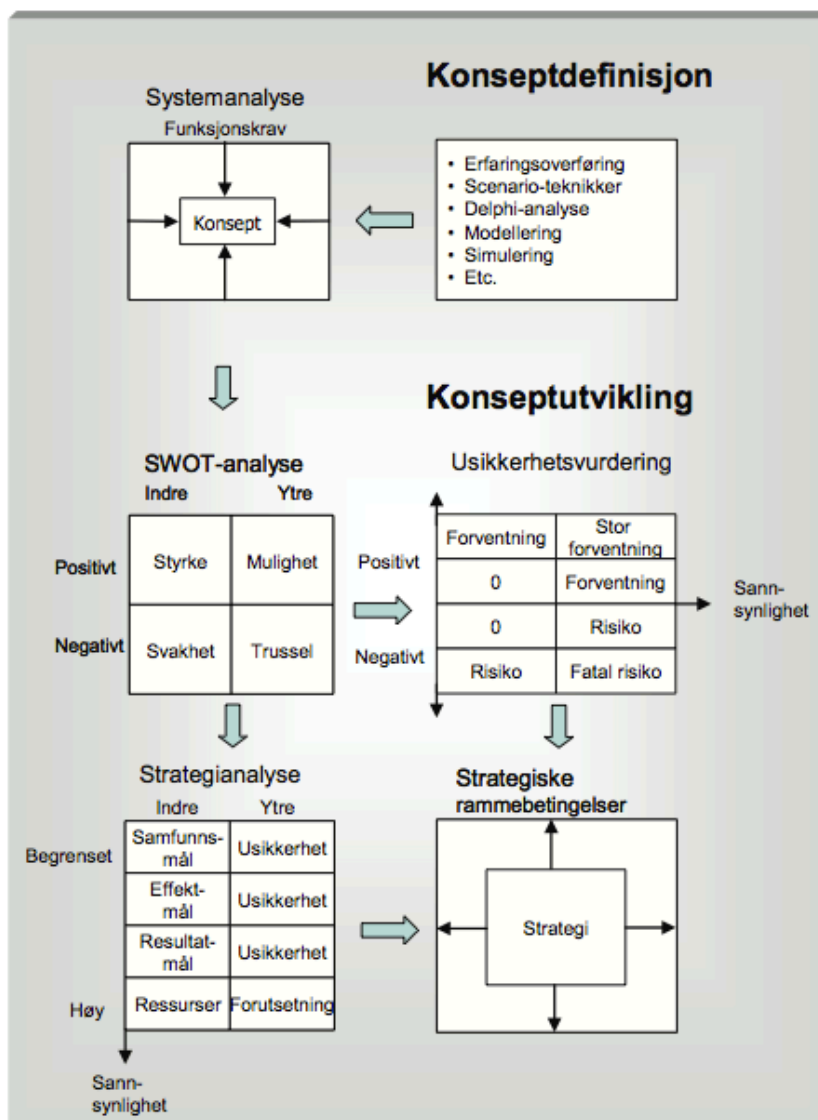 Konseptdefinisjon
Systemanalyse
Funksjonskrav
Konsept
• Erfaringsoverføring
• Scenario-teknikker
• Delphi-analyse
• Modellering
• Simulering
• Etc.
Konseptutvikling
SWOT-analyse
Indre Ytre
Positivt
Styrke Mulighet
Negativt
Svakhet Trussel
Usikkerhetsvurdering
Positivt
Negativt
Forventning
Stor
forventning
0 Forventning
0 Risiko
Risiko Fatal risiko
Sann-
synlighet
Strategianalyse
Indre Ytre
Begrenset
Samfunns-
mål
Usikkerhet
Effekt-
mål
Usikkerhet
Resultat-
mål
Usikkerhet
Høy
Ressurser Forutsetning
Sann-
synlighet
Strategiske
rammebetingelser
Strategi